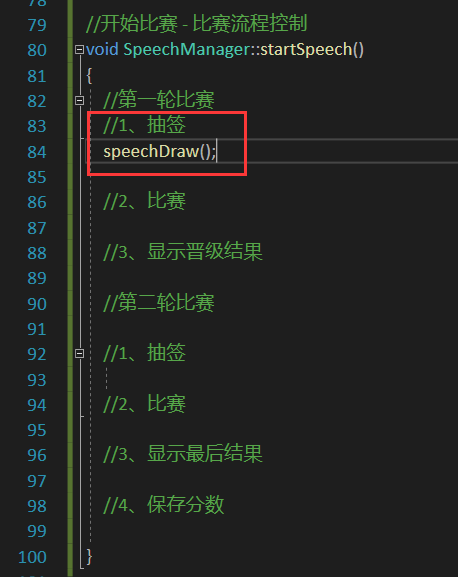 78
79 //开始比赛 - 比赛流程控制
80 void SpeechManager::startSpeech()
81 {
82 //第一轮比赛
83 //1、抽签
84 speechDraw();
85
86 //2、比赛
87
88 //3、显示晋级结果
89
90 //第二轮比赛
91
92 //1、抽签
93
94 //2、比赛
95
96 //3、显示最后结果
97
98 //4、保存分数
99
100 }